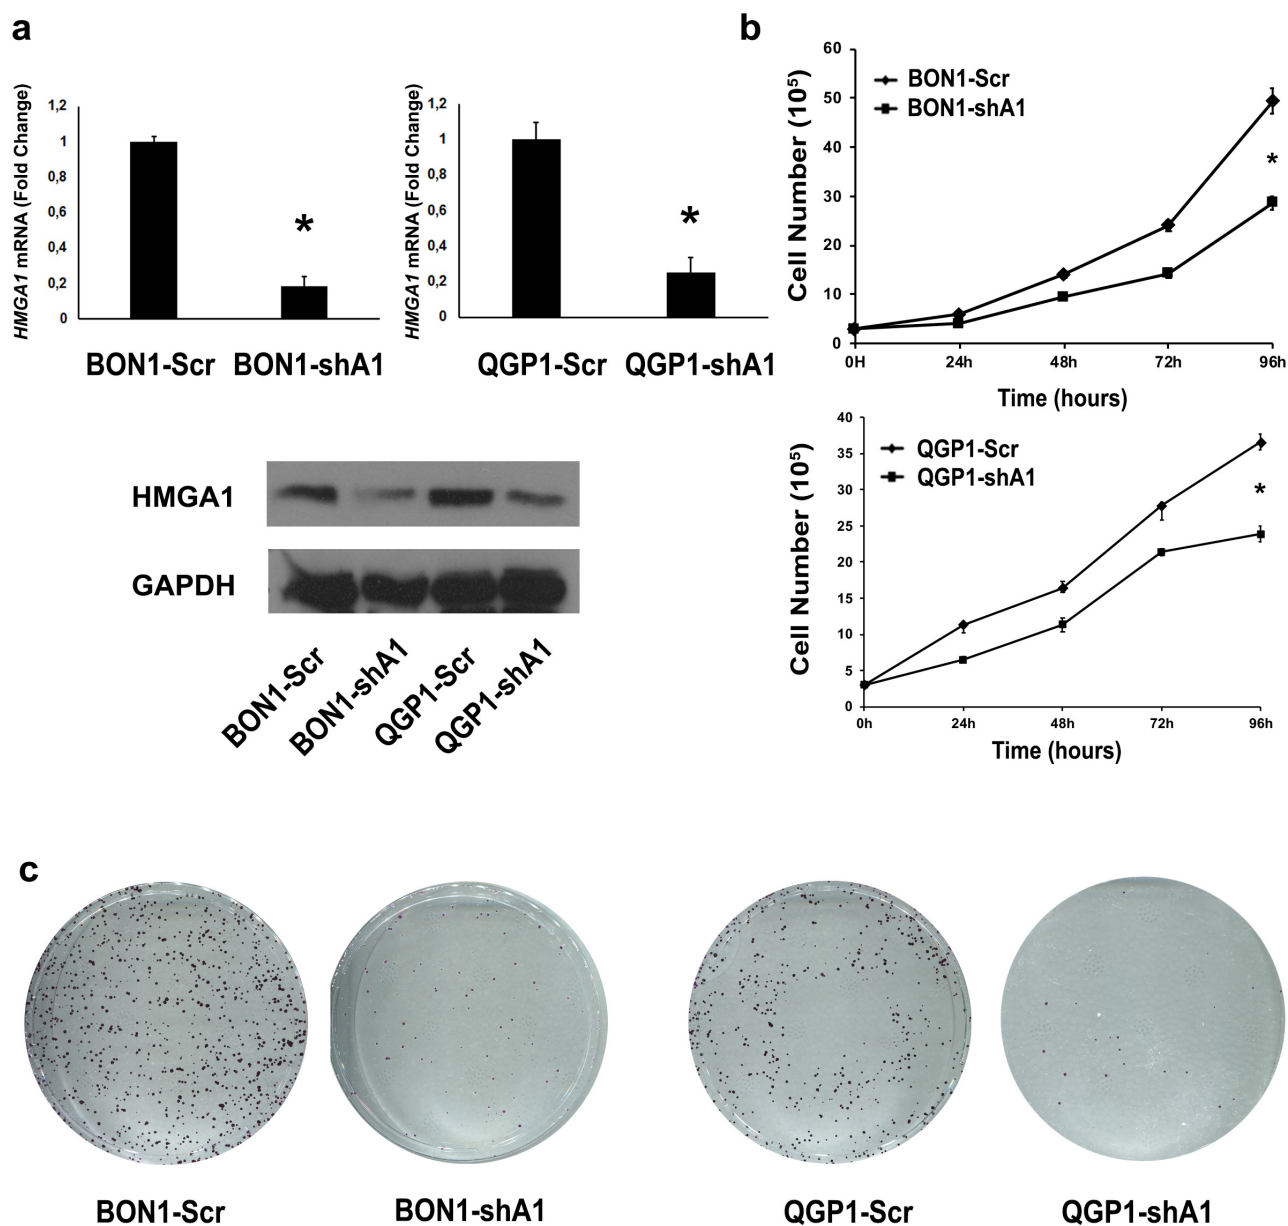 a
HMGA1 mRNA (Fold Change)
1,2
1
0,8
0,6
0,4
0,2
0
*
BON1-Scr BON1-shA1
HMGA1 mRNA (Fold Change)
1,2
1
0,8
0,6
0,4
0,2
0
*
QGP1-Scr QGP1-shA1
HMGA1
GAPDH
BON1-Scr
BON1-shA1
QGP1-Scr
QGP1-shA1
b
Cell Number (10⁵)
60
50
40
30
20
10
0
BON1-Scr
BON1-shA1
*
0H 24h 48h 72h 96h
Time (hours)
Cell Number (10⁵)
40
35
30
25
20
15
10
5
0
QGP1-Scr
QGP1-shA1
*
0h 24h 48h 72h 96h
Time (hours)
c
BON1-Scr BON1-shA1 QGP1-Scr QGP1-shA1